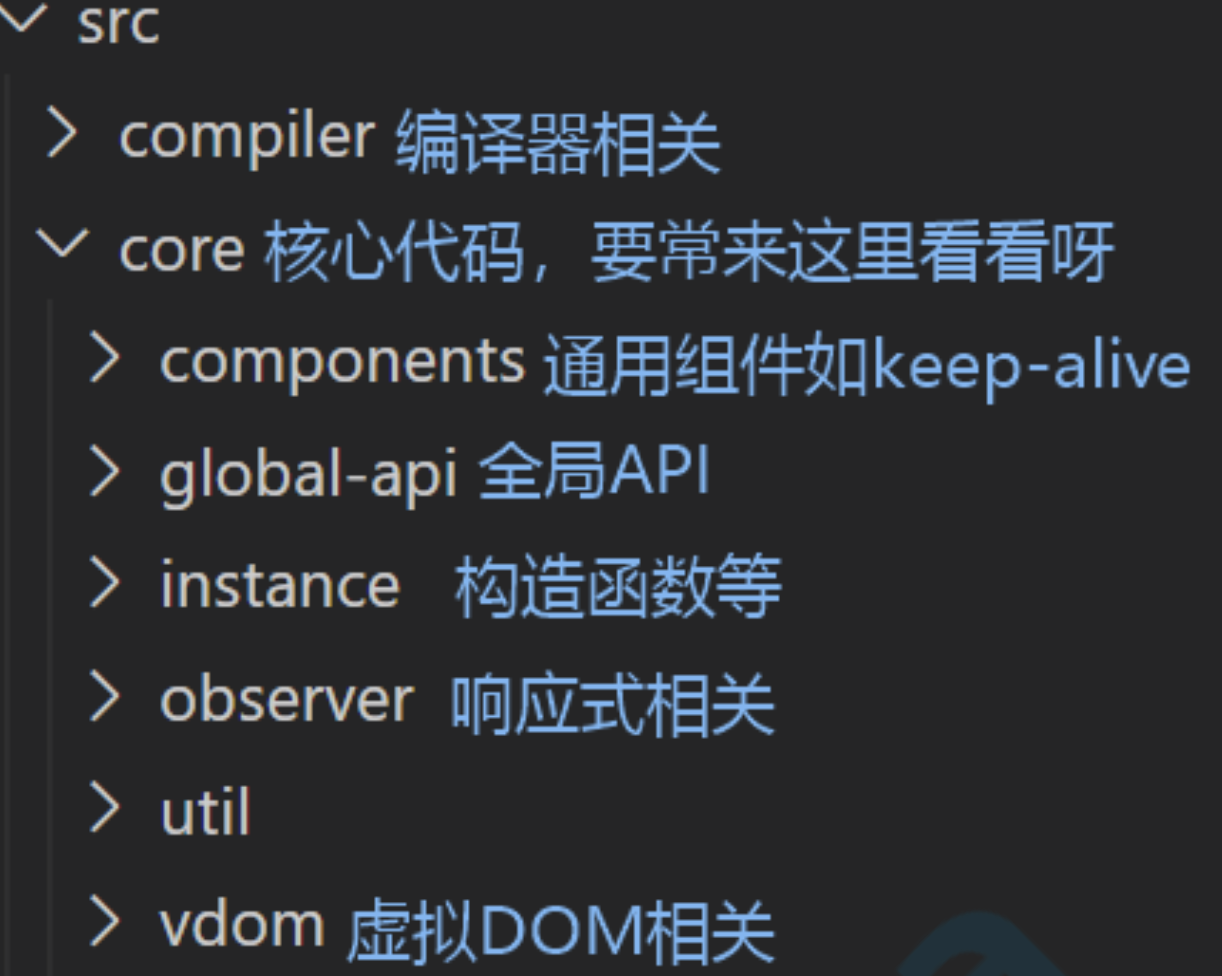 src
compiler 编译器相关
core 核心代码，要常来这里看看呀
components 通用组件如keep-alive
global-api 全局API
instance 构造函数等
observer 响应式相关
util
vdom 虚拟DOM相关